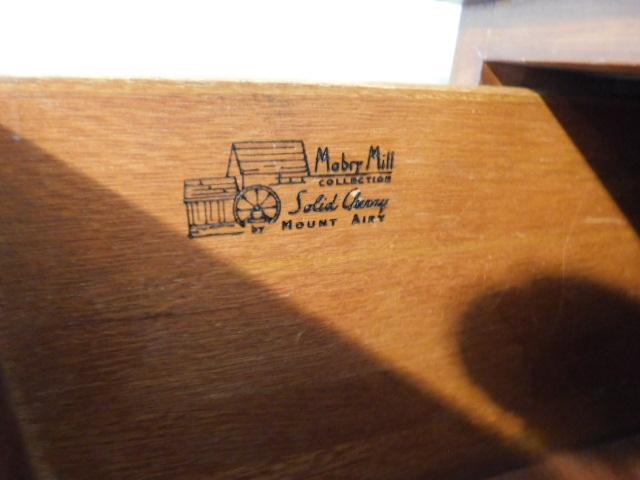 Mabry Mill
COLLECTION
Solid Cherry
BY MOUNT AIRY